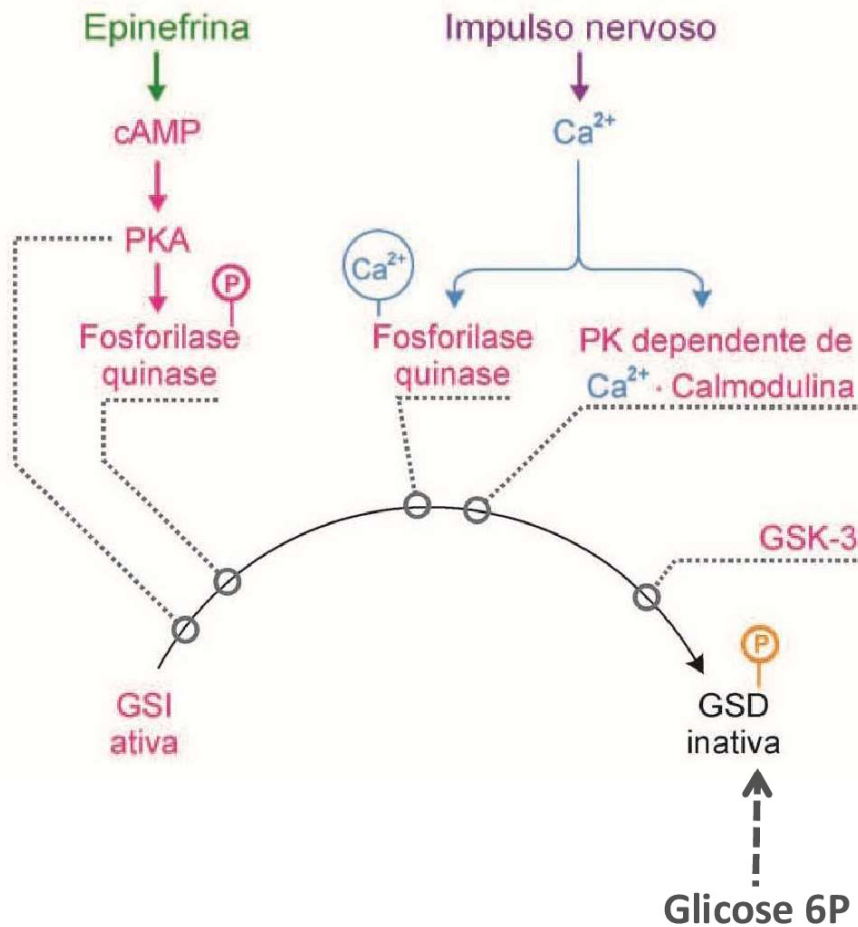 Epinefrina
Impulso nervoso
cAMP
Ca²⁺
PKA
P
Ca²⁺
Fosforilase
quinase
Fosforilase
quinase
PK dependente de
Ca²⁺ · Calmodulina
GSK-3
P
GSI
ativa
GSD
inativa
Glicose 6P